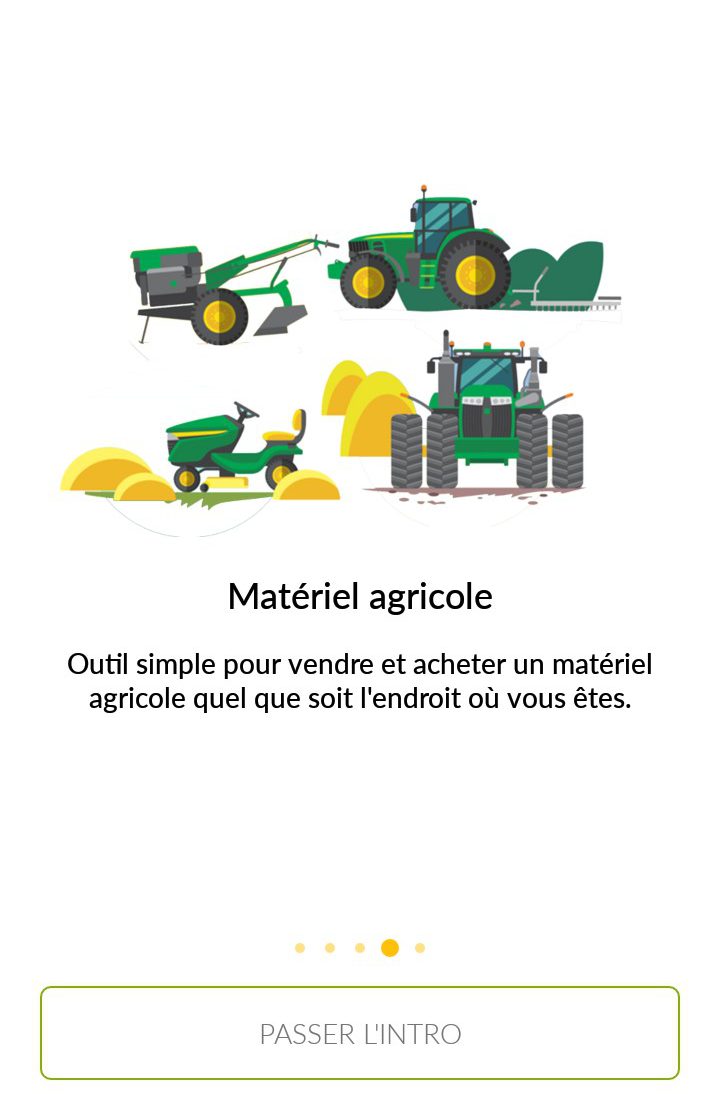 Matériel agricole
Outil simple pour vendre et acheter un matériel
agricole quel que soit l'endroit où vous êtes.
PASSER L'INTRO